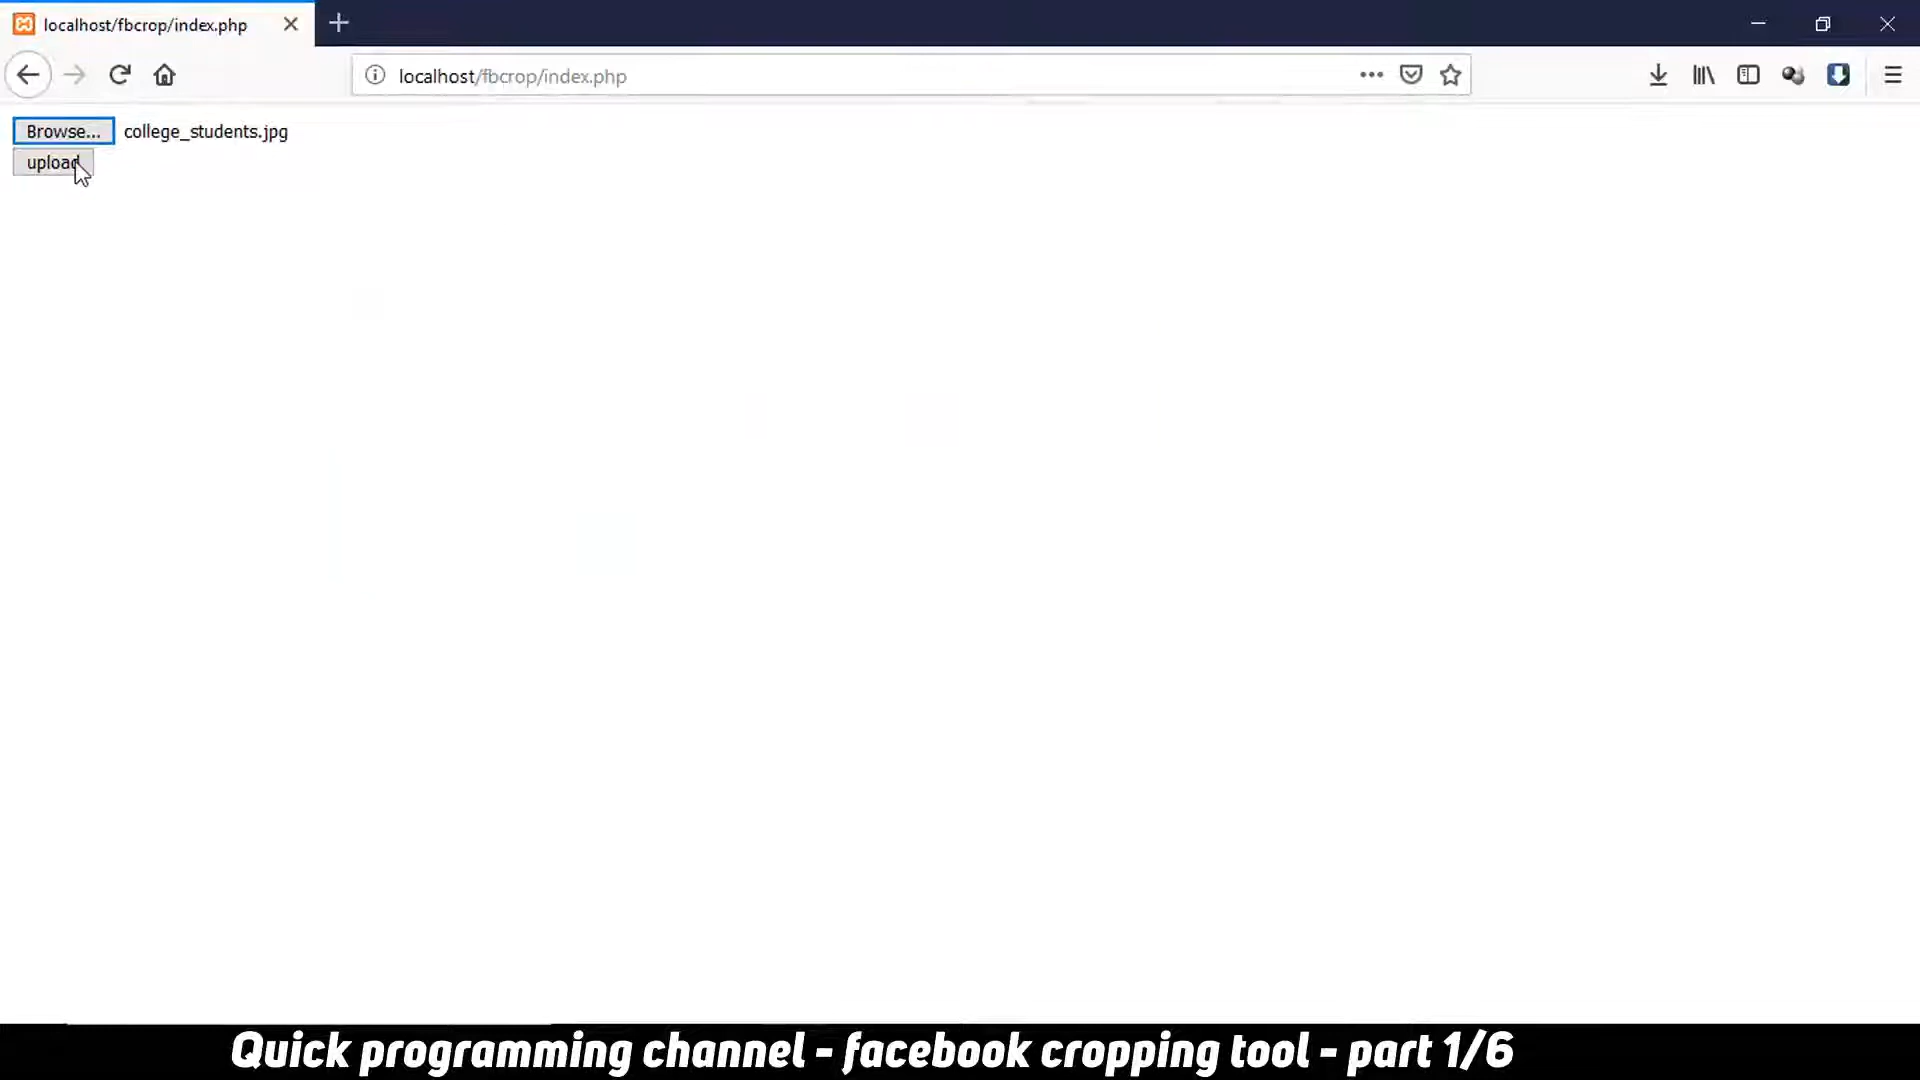 localhost/fbcrop/index.php
localhost/fbcrop/index.php
Browse... college_students.jpg
upload
Quick programming channel - facebook cropping tool - part 1/6